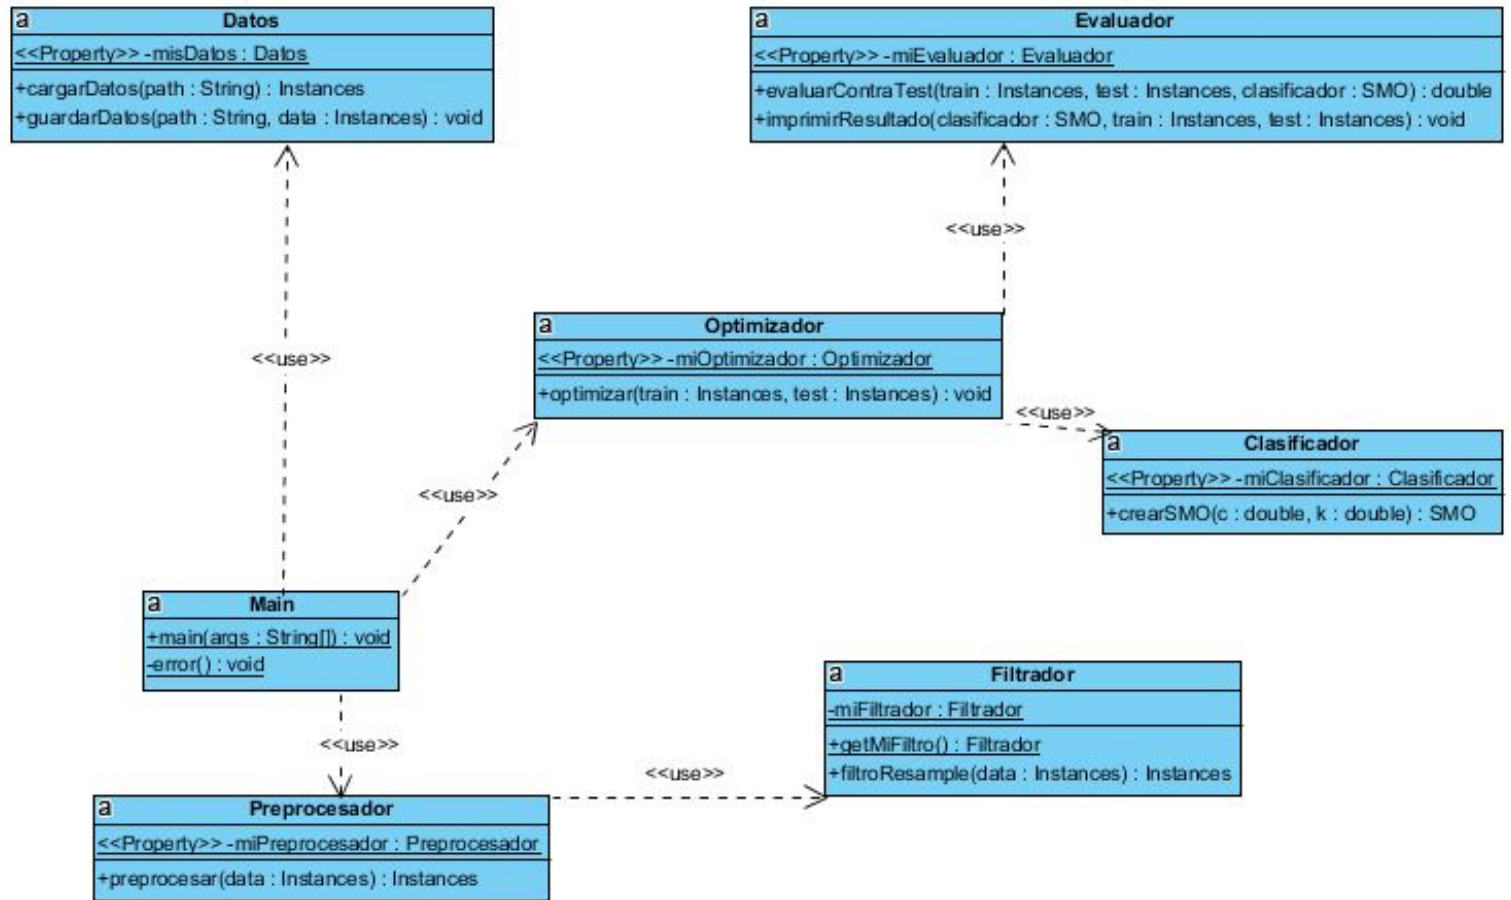 a Datos
<<Property>> -misDatos : Datos
+cargarDatos(path : String) : Instances
+guardarDatos(path : String, data : Instances) : void
a Evaluador
<<Property>> -miEvaluador : Evaluador
+evaluarContraTest(train : Instances, test : Instances, clasificador : SMO) : double
+imprimirResultado(clasificador : SMO, train : Instances, test : Instances) : void
<<use>>
a Optimizador
<<Property>> -miOptimizador : Optimizador
+optimizar(train : Instances, test : Instances) : void
<<use>>
<<use>>
a Clasificador
<<Property>> -miClasificador : Clasificador
+crearSMO(c : double, k : double) : SMO
<<use>>
a Main
+main(args : String[]) : void
-error() : void
a Filtrador
-miFiltrador : Filtrador
+getMiFiltro() : Filtrador
+filtroResample(data : Instances) : Instances
<<use>>
<<use>>
a Preprocesador
<<Property>> -miPreprocesador : Preprocesador
+preprocesar(data : Instances) : Instances